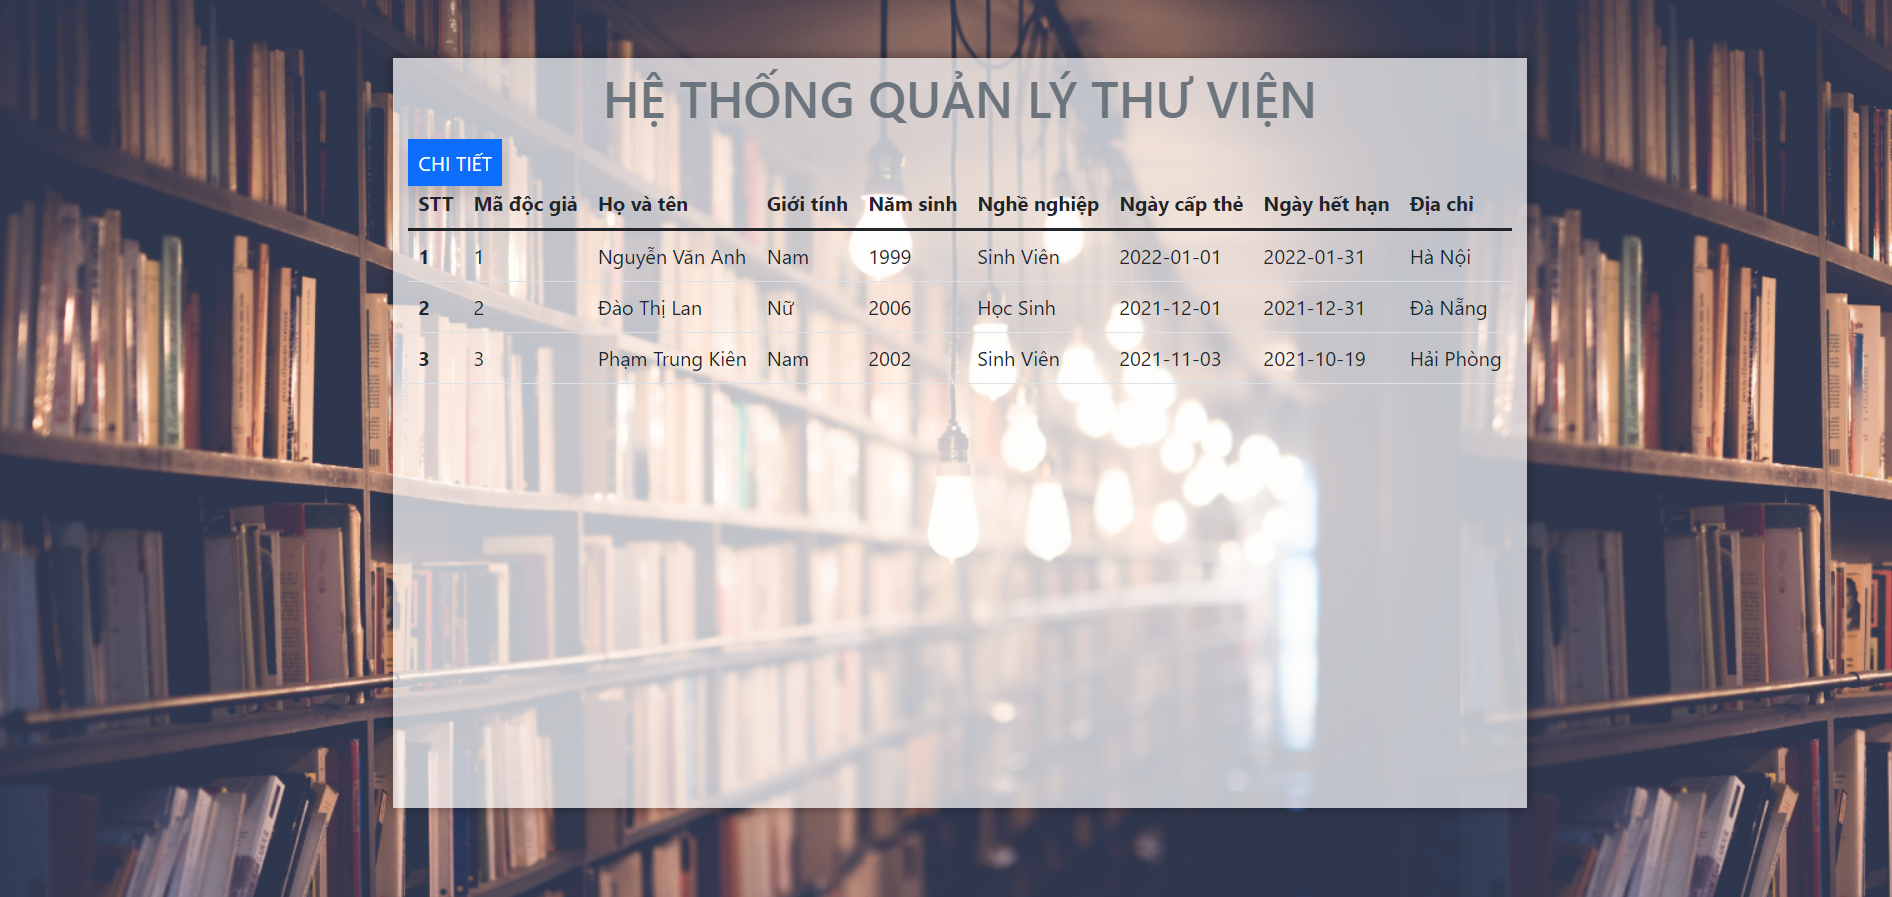 HỆ THỐNG QUẢN LÝ THƯ VIỆN
CHI TIẾT
STT Mã độc giả Họ và tên Giới tính Năm sinh Nghề nghiệp Ngày cấp thẻ Ngày hết hạn Địa chỉ
1 1 Nguyễn Văn Anh Nam 1999 Sinh Viên 2022-01-01 2022-01-31 Hà Nội
2 2 Đào Thị Lan Nữ 2006 Học Sinh 2021-12-01 2021-12-31 Đà Nẵng
3 3 Phạm Trung Kiên Nam 2002 Sinh Viên 2021-11-03 2021-10-19 Hải Phòng